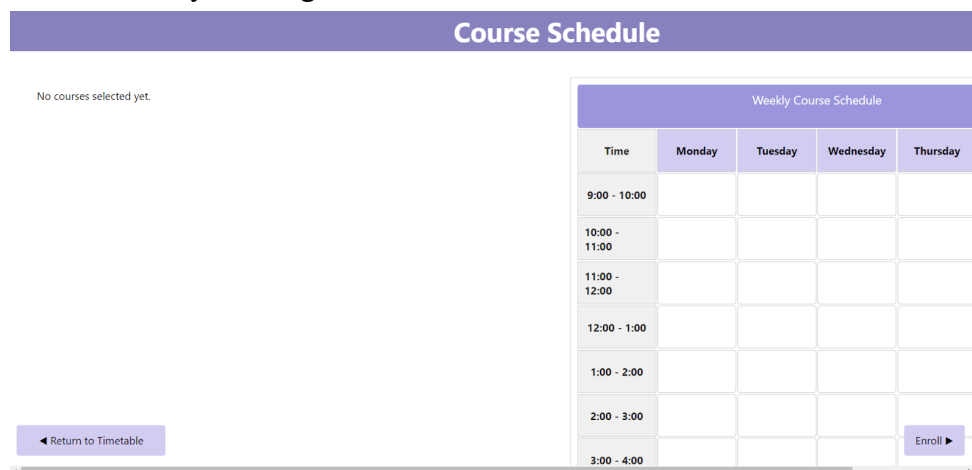 Course Schedule
No courses selected yet.
Weekly Course Schedule
Time Monday Tuesday Wednesday Thursday
9:00 - 10:00
10:00 -
11:00
11:00 -
12:00
12:00 - 1:00
1:00 - 2:00
2:00 - 3:00
3:00 - 4:00
◄ Return to Timetable
Enroll ►